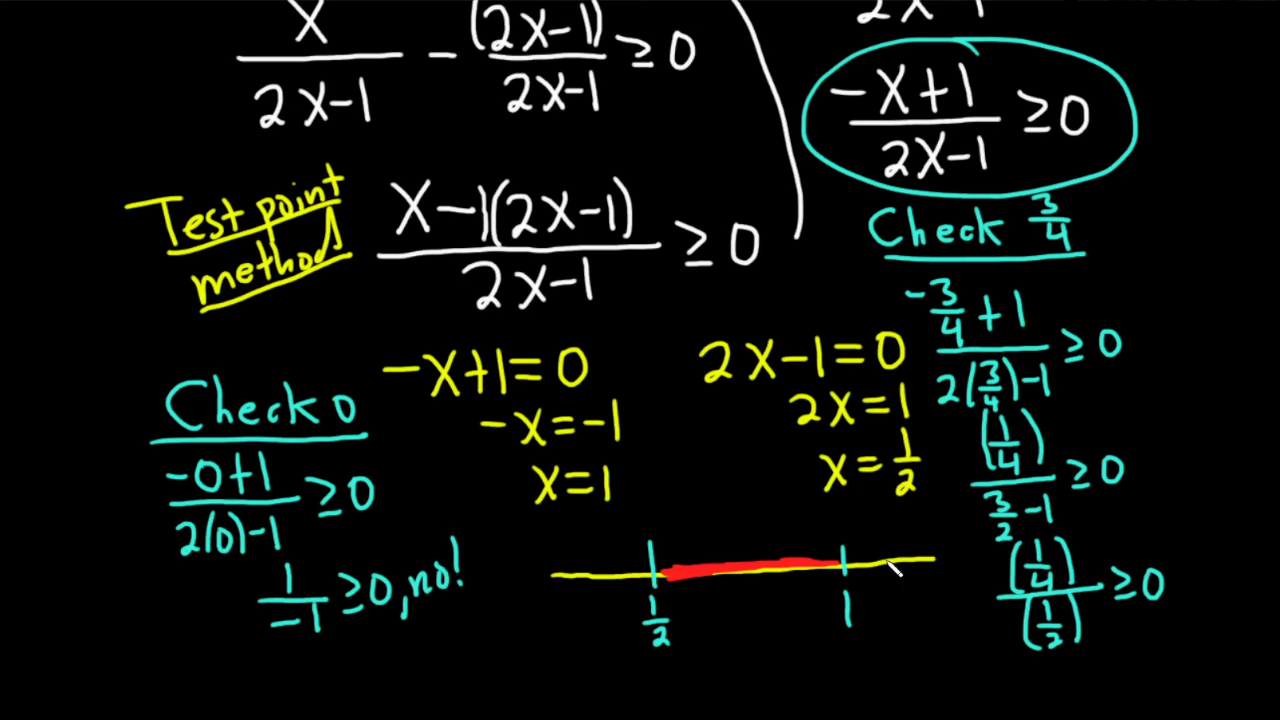 x/(2x-1) - (2x-1)/(2x-1) ≥ 0
(x-1(2x-1))/(2x-1) ≥ 0
Test point
method
-x+1=0
-x=-1
x=1
2x-1=0
2x=1
x=1/2
Check 0
(-0+1)/(2(0)-1) ≥ 0
1/-1 ≥ 0, no!
1/2 1
2x-1
(-x+1)/(2x-1) ≥ 0
Check 3/4
(-3/4+1)/(2(3/4)-1) ≥ 0
(1/4)/(3/2-1) ≥ 0
(1/4)/(1/2) ≥ 0